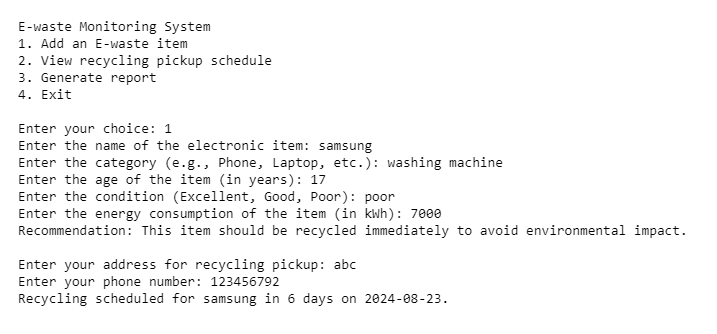 E-waste Monitoring System
1. Add an E-waste item
2. View recycling pickup schedule
3. Generate report
4. Exit
Enter your choice: 1
Enter the name of the electronic item: samsung
Enter the category (e.g., Phone, Laptop, etc.): washing machine
Enter the age of the item (in years): 17
Enter the condition (Excellent, Good, Poor): poor
Enter the energy consumption of the item (in kWh): 7000
Recommendation: This item should be recycled immediately to avoid environmental impact.
Enter your address for recycling pickup: abc
Enter your phone number: 123456792
Recycling scheduled for samsung in 6 days on 2024-08-23.